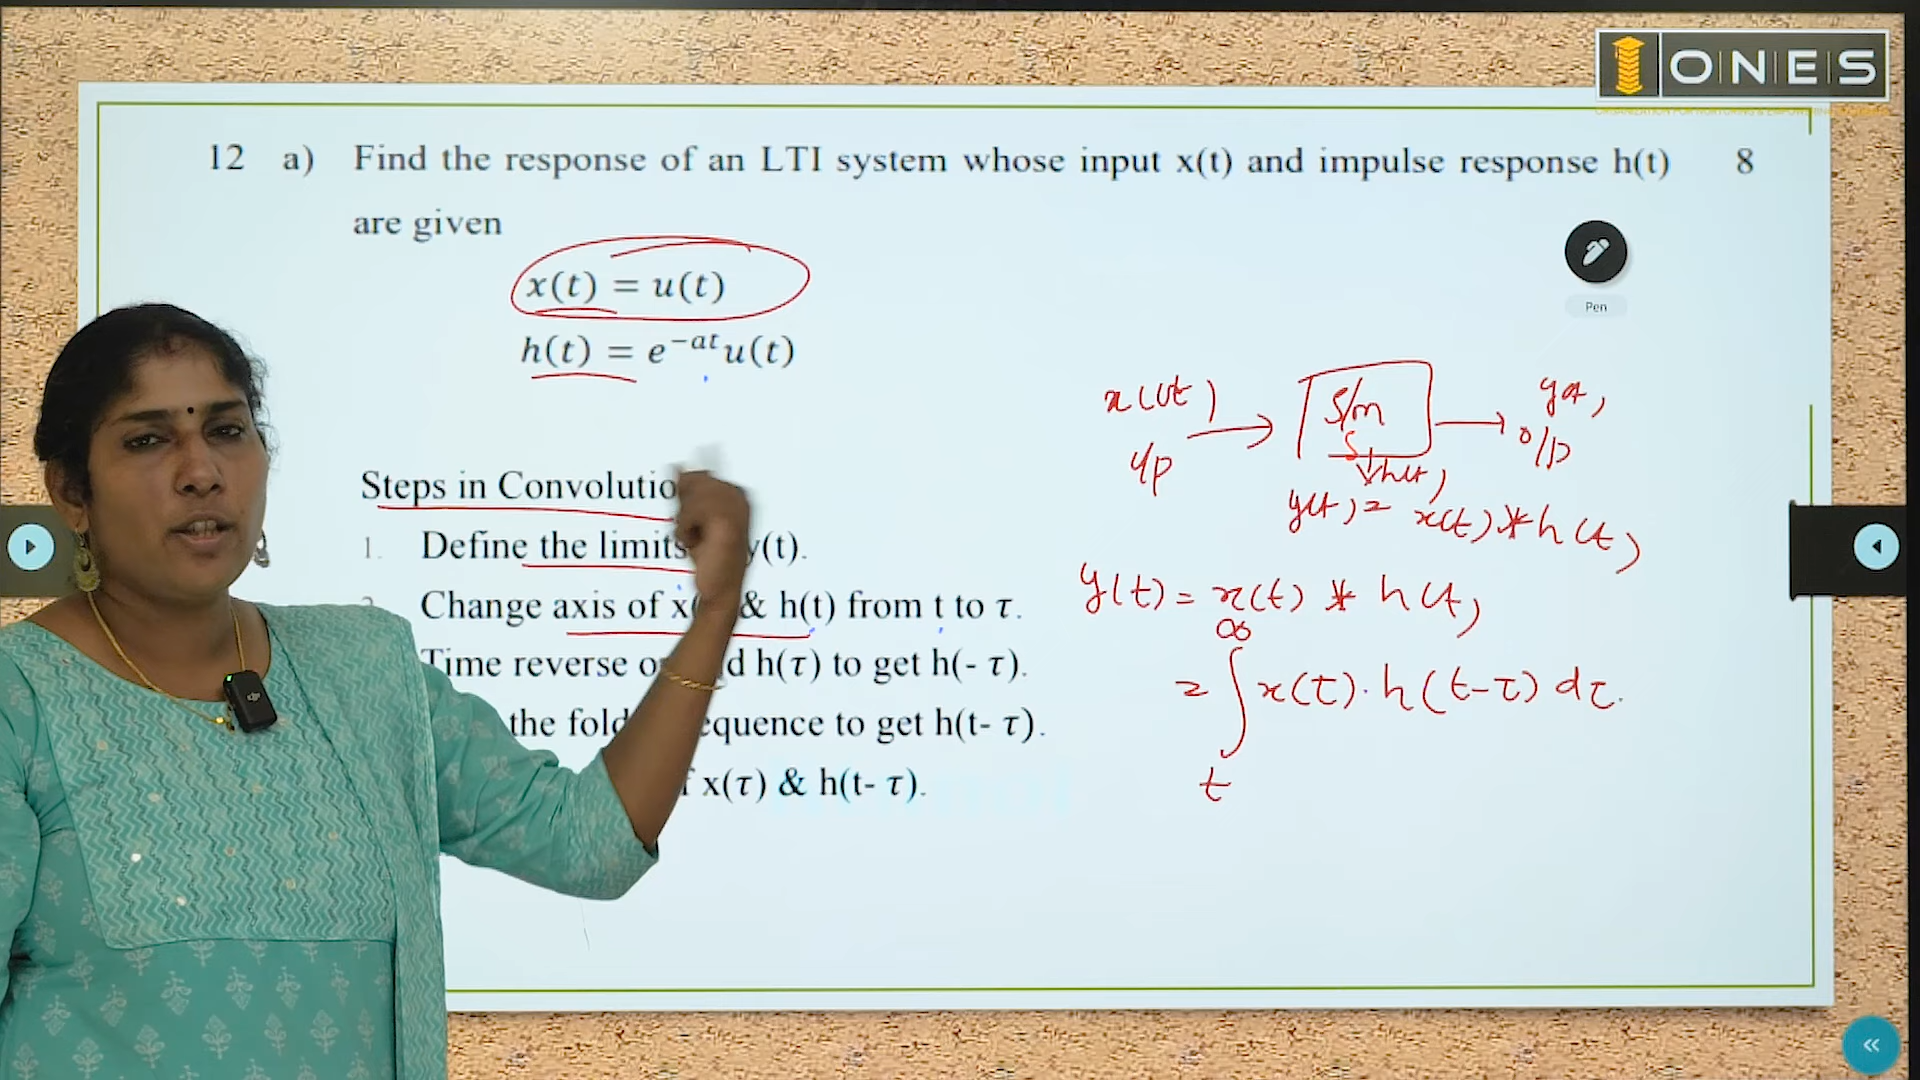 ONES
12 a) Find the response of an LTI system whose input x(t) and impulse response h(t) 8
are given
x(t) = u(t)
h(t) = e^{-at}u(t)
Pen
Steps in Convolutio
1. Define the limits y(t).
Change axis of x( & h(t) from t to τ.
Time reverse o d h(τ) to get h(- τ).
the fold equence to get h(t- τ).
x(τ) & h(t- τ).
x(t) S/m y(t)
i/p o/p
h(t)
y(t) = x(t) * h(t)
y(t) = x(t) * h(t)
= ∫ₜ^∞ x(τ). h(t-τ) dτ.